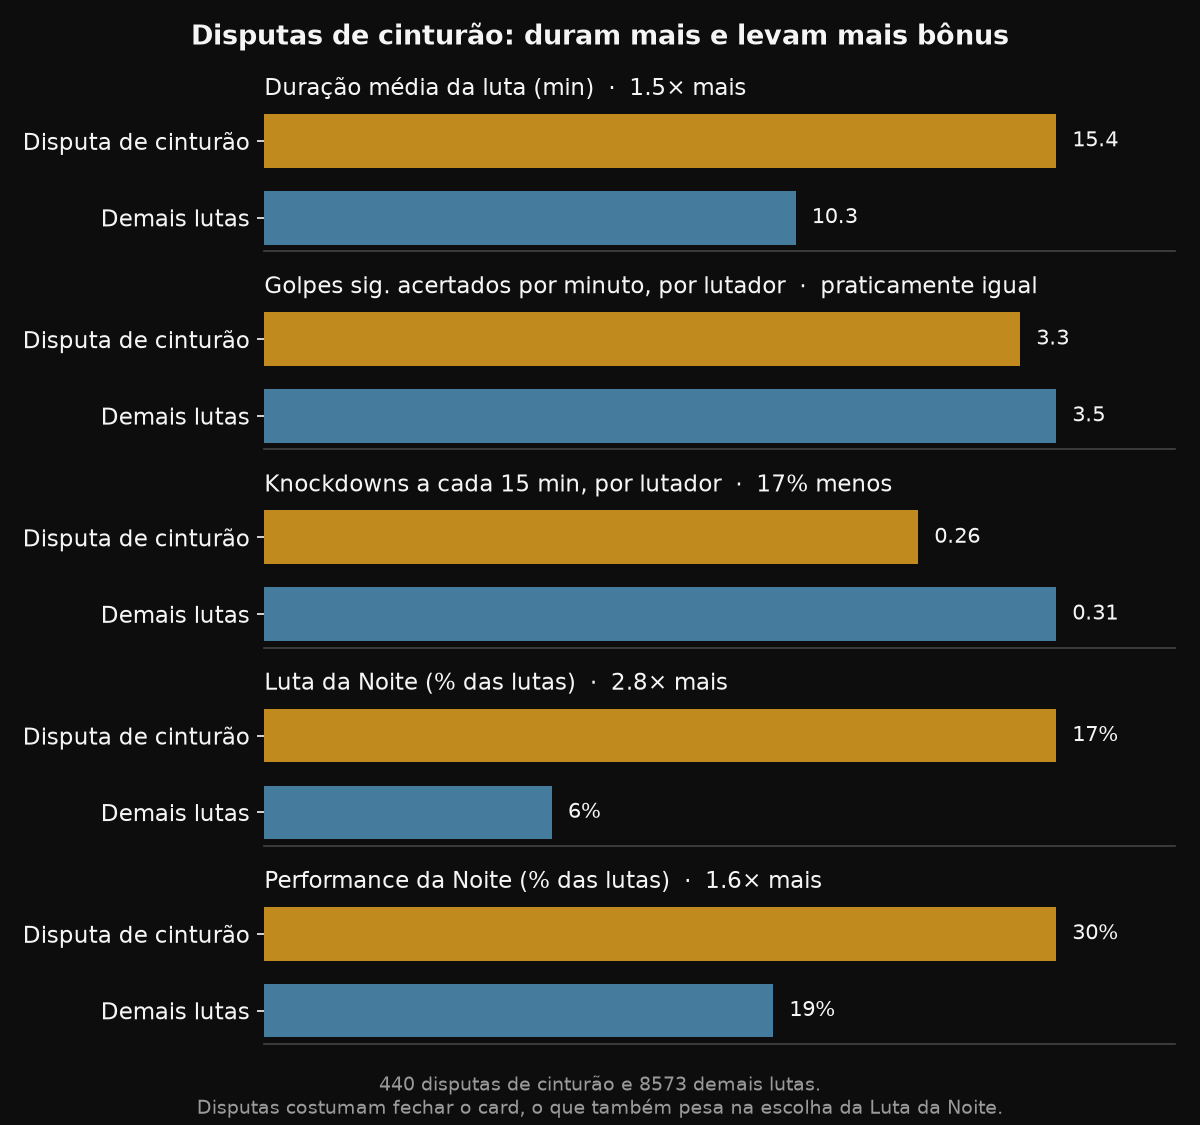 Disputas de cinturão: duram mais e levam mais bônus
Duração média da luta (min)  ·  1.5× mais
Disputa de cinturão 15.4
Demais lutas 10.3
Golpes sig. acertados por minuto, por lutador  ·  praticamente igual
Disputa de cinturão 3.3
Demais lutas 3.5
Knockdowns a cada 15 min, por lutador  ·  17% menos
Disputa de cinturão 0.26
Demais lutas 0.31
Luta da Noite (% das lutas)  ·  2.8× mais
Disputa de cinturão 17%
Demais lutas 6%
Performance da Noite (% das lutas)  ·  1.6× mais
Disputa de cinturão 30%
Demais lutas 19%
440 disputas de cinturão e 8573 demais lutas.
Disputas costumam fechar o card, o que também pesa na escolha da Luta da Noite.